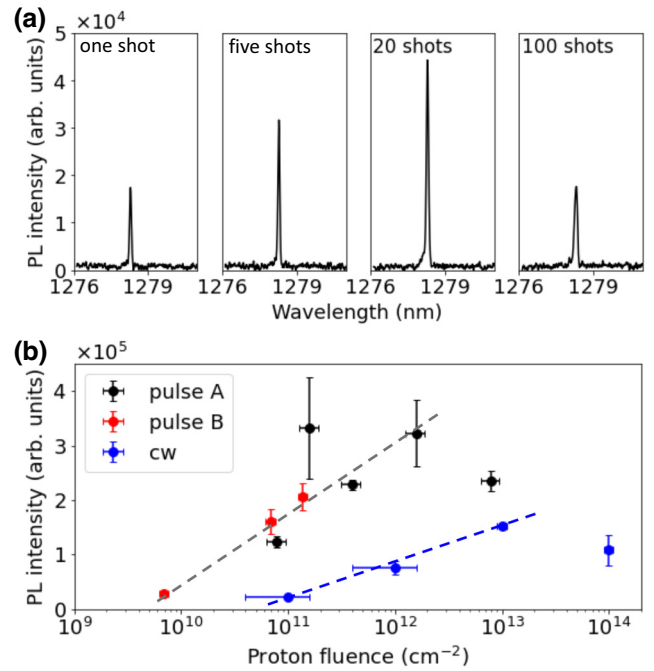 (a)
×10⁴
one shot
five shots
20 shots
100 shots
PL intensity (arb. units)
5
4
3
2
1
0
1276 1279
1276 1279
1276 1279
1276 1279
Wavelength (nm)
(b)
×10⁵
pulse A
pulse B
cw
PL intensity (arb. units)
4
3
2
1
0
10⁹ 10¹⁰ 10¹¹ 10¹² 10¹³ 10¹⁴
Proton fluence (cm⁻²)